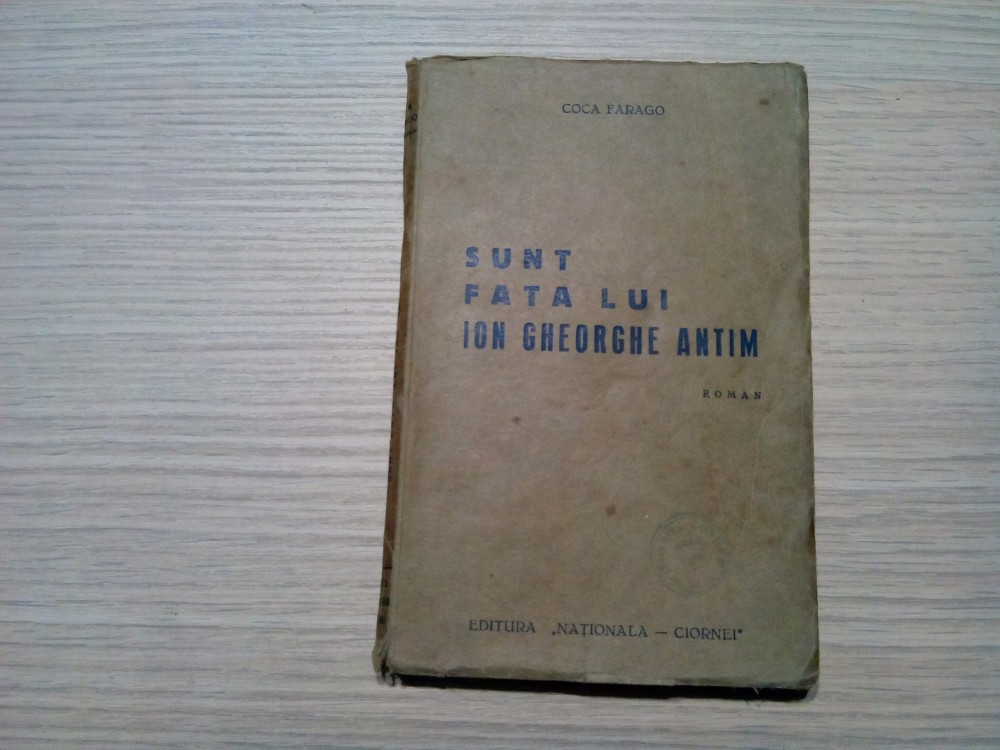 COCA FARAGO
SUNT
FATA LUI
ION GHEORGHE ANTIM
ROMAN
EDITURA „NAȚIONALA — CIORNEI"